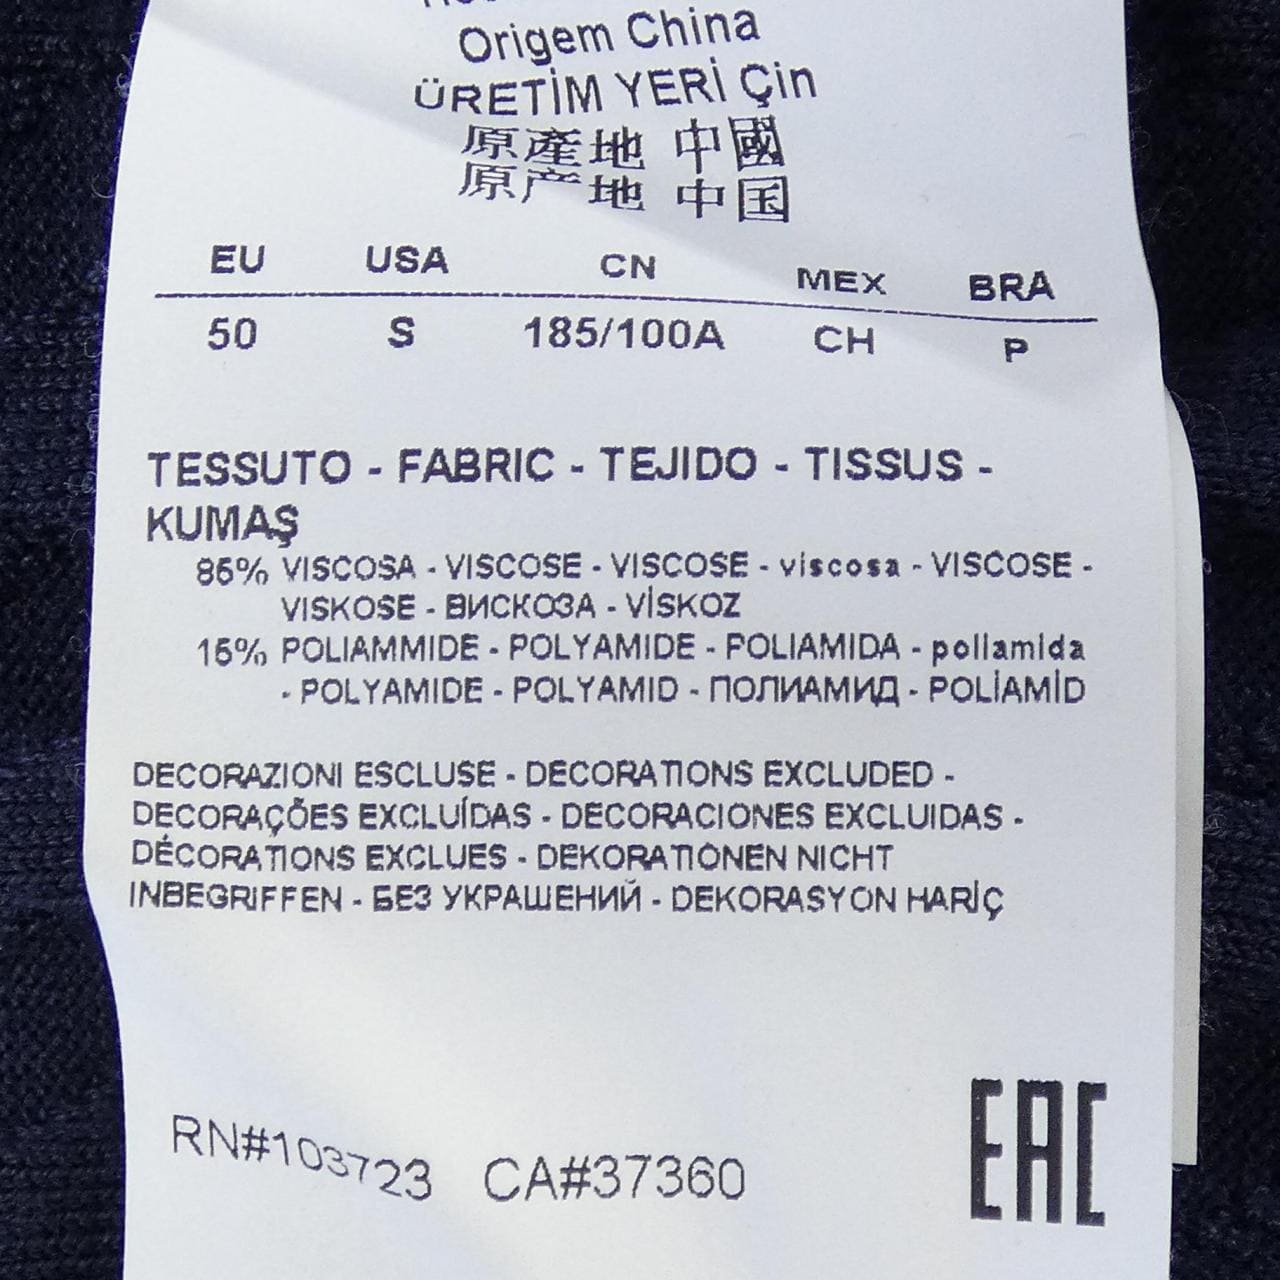 Origem China
ÜRETİM YERİ Çin
原產地 中國
原产地 中国
EU USA CN MEX BRA
50 S 185/100A CH P
TESSUTO - FABRIC - TEJIDO - TISSUS -
KUMAŞ
85% VISCOSA - VISCOSE - VISCOSE - viscosa - VISCOSE -
VISKOSE - ВИСКОЗА - VİSKOZ
15% POLIAMMIDE - POLYAMIDE - POLIAMIDA - poliamida
- POLYAMIDE - POLYAMID - ПОЛИАМИД - POLİAMİD
DECORAZIONI ESCLUSE - DECORATIONS EXCLUDED -
DECORAÇÕES EXCLUÍDAS - DECORACIONES EXCLUIDAS -
DÉCORATIONS EXCLUES - DEKORATIONEN NICHT
INBEGRIFFEN - БЕЗ УКРАШЕНИЙ - DEKORASYON HARİÇ
RN#103723 CA#37360
EAC